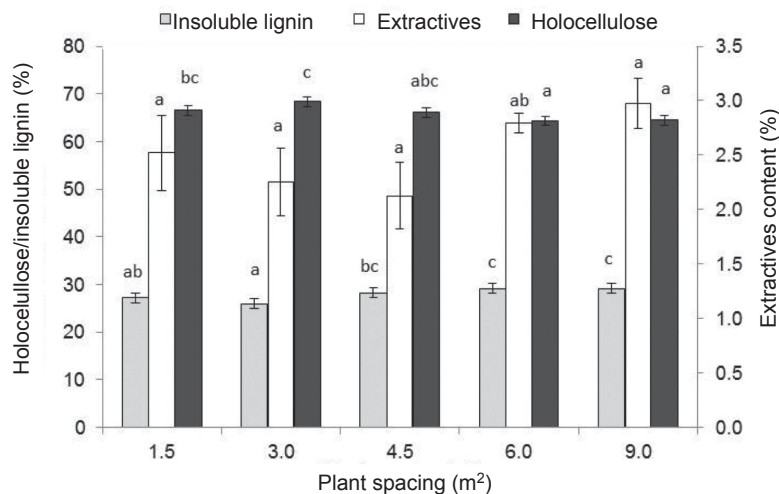 Insoluble lignin Extractives Holocellulose
Holocelullose/insoluble lignin (%)
80
70
60
50
40
30
20
10
0
ab a bc
a a c
bc a abc
c ab a
c a a
3.5
3.0
2.5
2.0
1.5
1.0
0.5
0.0
Extractives content (%)
1.5 3.0 4.5 6.0 9.0
Plant spacing (m²)